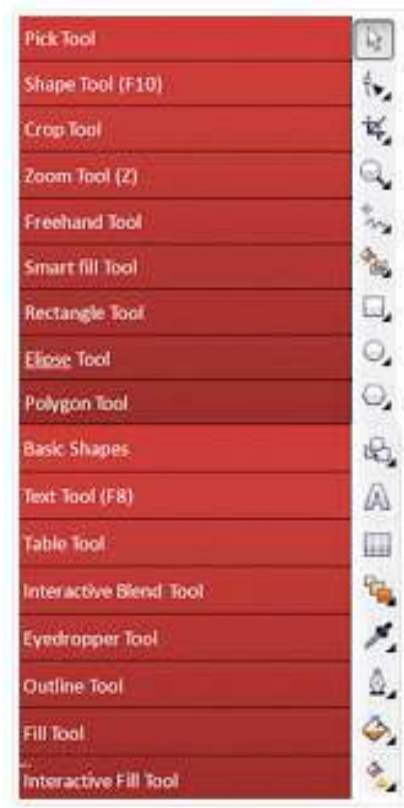 Pick Tool
Shape Tool (F10)
Crop Tool
Zoom Tool (Z)
Freehand Tool
Smart fill Tool
Rectangle Tool
Elipse Tool
Polygon Tool
Basic Shapes
Text Tool (F8)
Table Tool
Interactive Blend Tool
Eyedropper Tool
Outline Tool
Fill Tool
Interactive Fill Tool